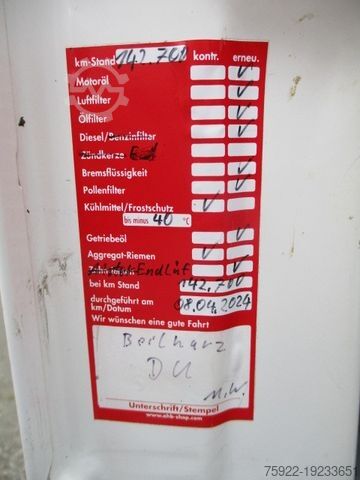 km-Stand 142.700 kontr. erneu.
Motoröl ✓
Luftfilter ✓
Ölfilter ✓
Diesel/Benzinfilter ✓
Zündkerze
Bremsflüssigkeit ✓
Pollenfilter ✓
Kühlmittel/Frostschutz ✓
bis minus 40 °C
Getriebeöl ✓
Aggregat-Riemen ✓
bei km Stand 142.700
durchgeführt am
km/Datum 08.04.2024
Wir wünschen eine gute Fahrt
Beilharz
DU
M.W.
Unterschrift/Stempel
www.ehb-shop.com
75922-19233651